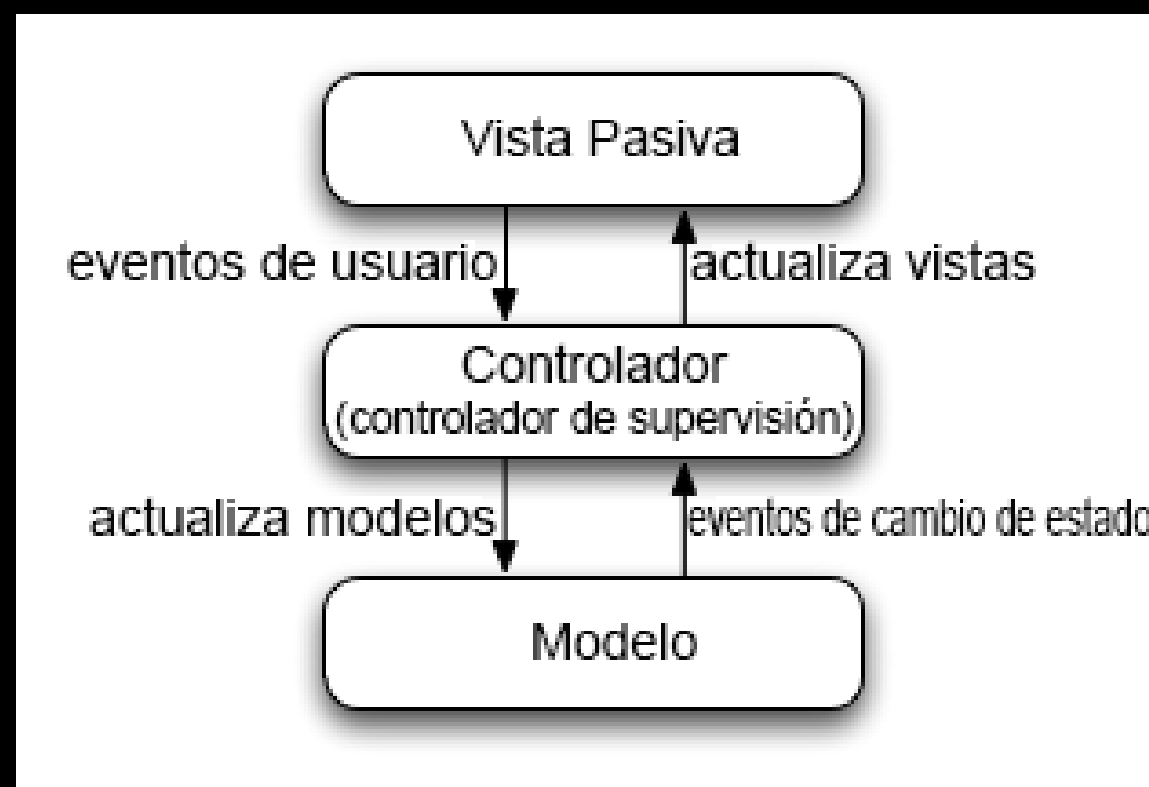 Vista Pasiva
eventos de usuario
actualiza vistas
Controlador
(controlador de supervisión)
actualiza modelos
eventos de cambio de estado
Modelo